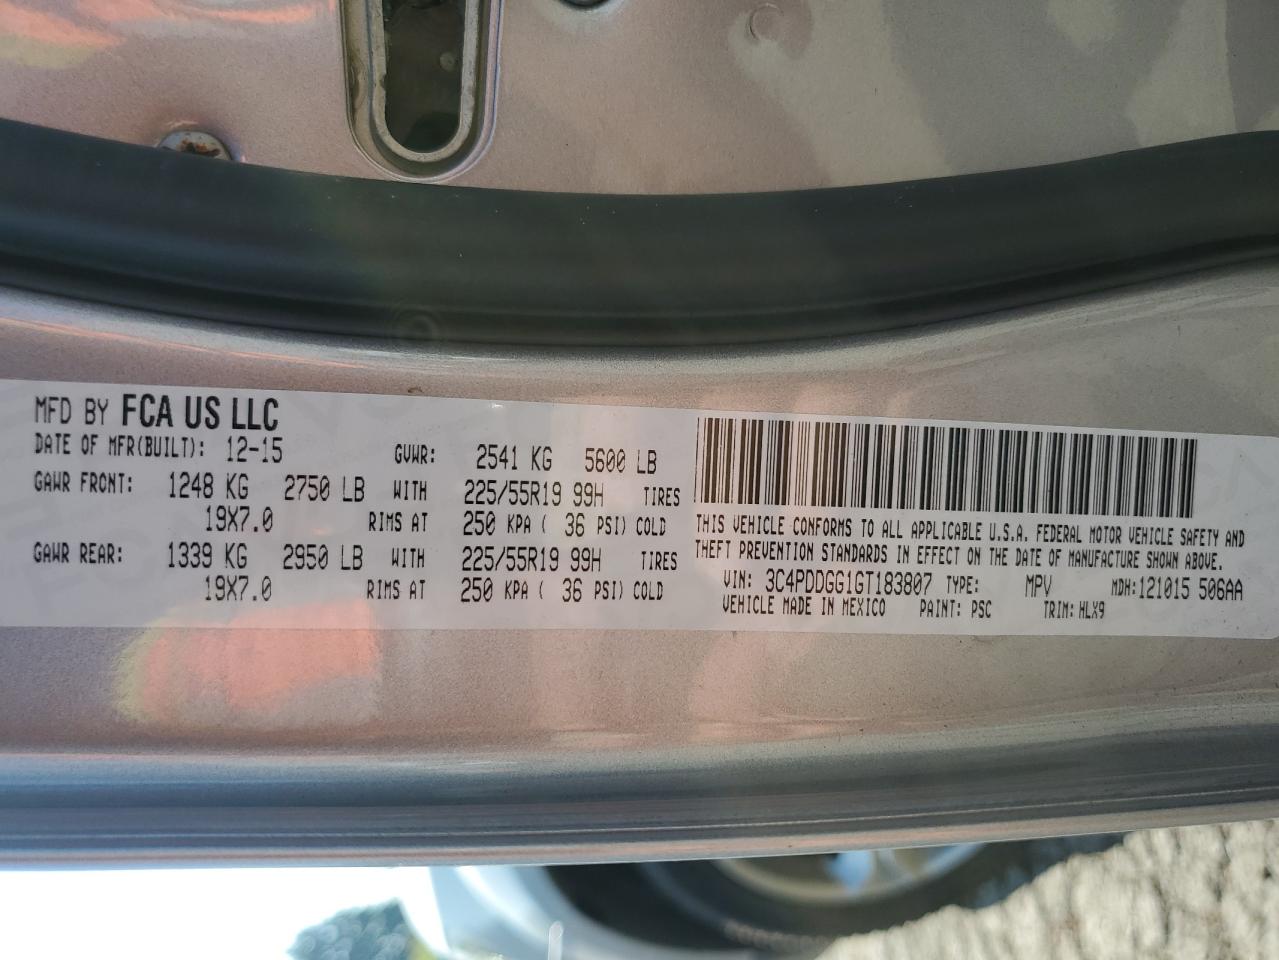 MFD BY FCA US LLC
DATE OF MFR(BUILT): 12-15 GVWR: 2541 KG 5600 LB
GAWR FRONT: 1248 KG 2750 LB WITH 225/55R19 99H TIRES
19X7.0 RIMS AT 250 KPA ( 36 PSI) COLD
GAWR REAR: 1339 KG 2950 LB WITH 225/55R19 99H TIRES
19X7.0 RIMS AT 250 KPA ( 36 PSI) COLD
THIS VEHICLE CONFORMS TO ALL APPLICABLE U.S.A. FEDERAL MOTOR VEHICLE SAFETY AND
THEFT PREVENTION STANDARDS IN EFFECT ON THE DATE OF MANUFACTURE SHOWN ABOVE.
VIN: 3C4PDDGG1GT183807 TYPE: MPV MDH:121015 506AA
VEHICLE MADE IN MEXICO PAINT: PSC TRIM: HLX9